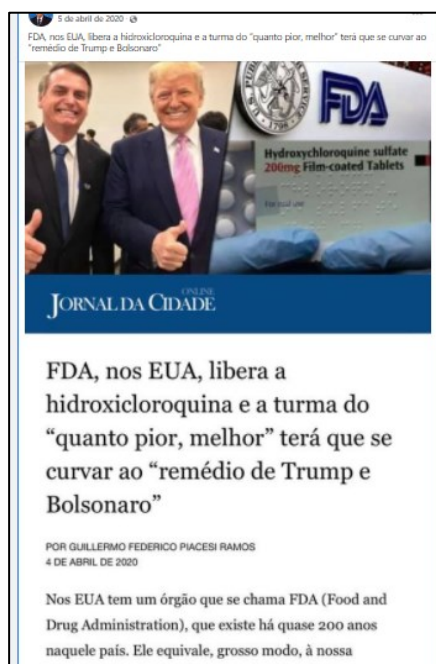 5 de abril de 2020 ·
FDA, nos EUA, libera a hidroxicloroquina e a turma do "quanto pior, melhor" terá que se curvar ao
"remédio de Trump e Bolsonaro"
FDA
Hydroxychloroquine sulfate
200mg Film-coated Tablets
For oral use
ONLINE
JORNAL DA CIDADE
FDA, nos EUA, libera a
hidroxicloroquina e a turma do
“quanto pior, melhor” terá que se
curvar ao “remédio de Trump e
Bolsonaro”
POR GUILLERMO FEDERICO PIACESI RAMOS
4 DE ABRIL DE 2020
Nos EUA tem um órgão que se chama FDA (Food and
Drug Administration), que existe há quase 200 anos
naquele país. Ele equivale, grosso modo, à nossa